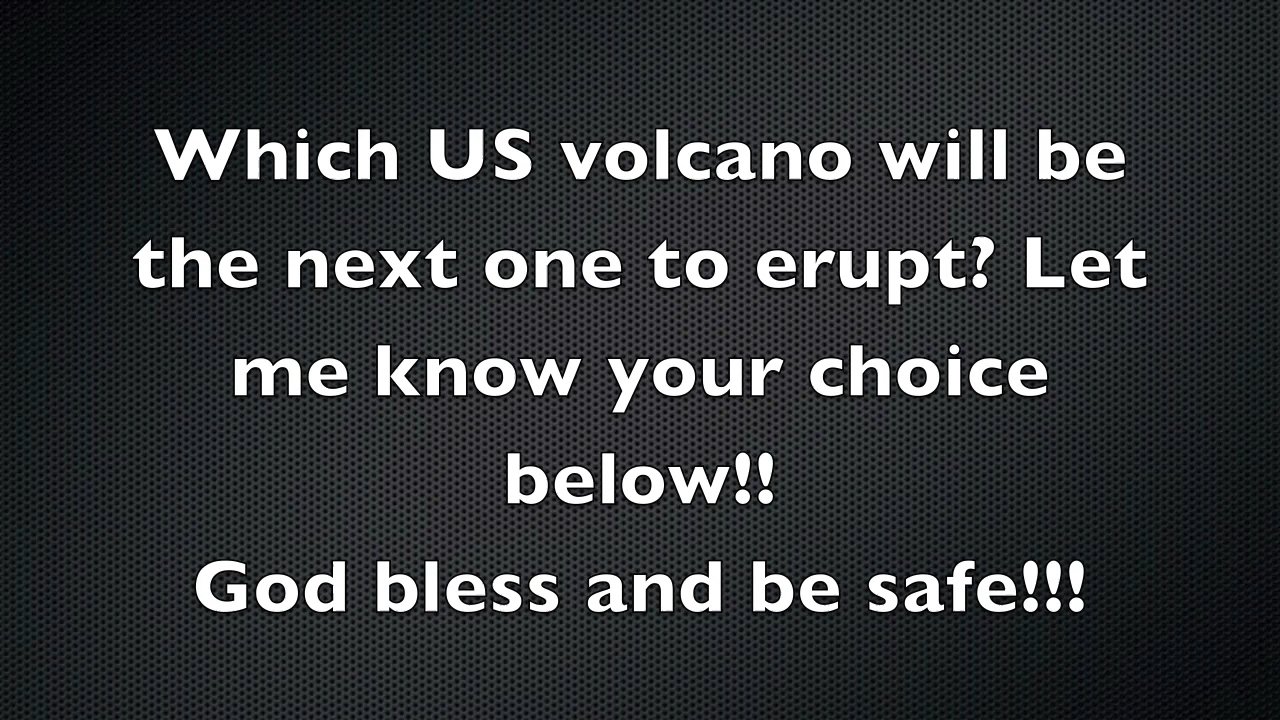 Which US volcano will be
the next one to erupt? Let
me know your choice
below!!
God bless and be safe!!!